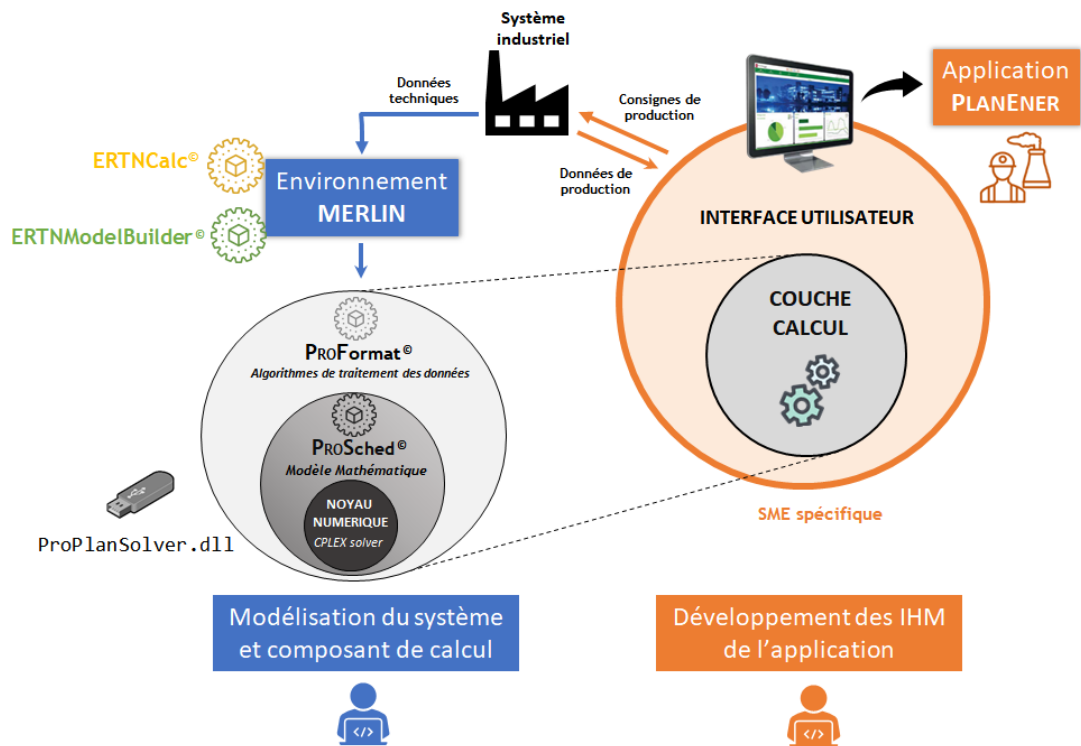 Système
industriel
Données
techniques
Consignes de
production
Données de
production
Application
PLANENER
ERTNCalc©
ERTNModelBuilder©
Environnement
MERLIN
INTERFACE UTILISATEUR
COUCHE
CALCUL
PROFormat©
Algorithmes de traitement des données
PROSched©
Modèle Mathématique
NOYAU
NUMERIQUE
CPLEX solver
ProPlanSolver.dll
SME spécifique
Modélisation du système
et composant de calcul
Développement des IHM
de l’application